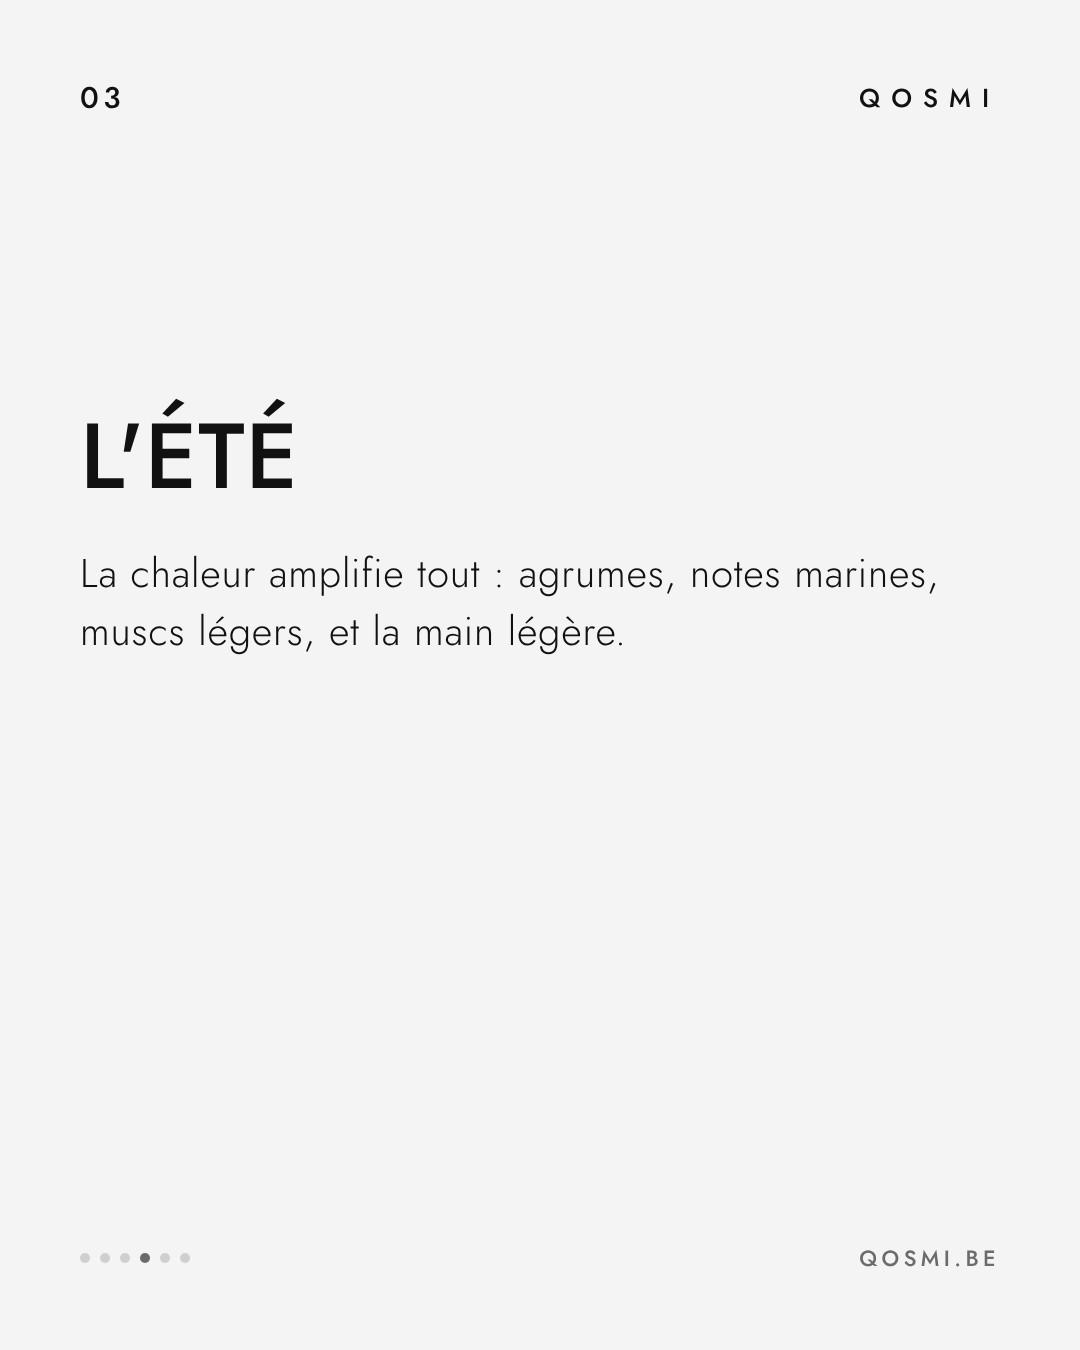 03
QOSMI
L'ÉTÉ
La chaleur amplifie tout : agrumes, notes marines,
muscs légers, et la main légère.
QOSMI.BE